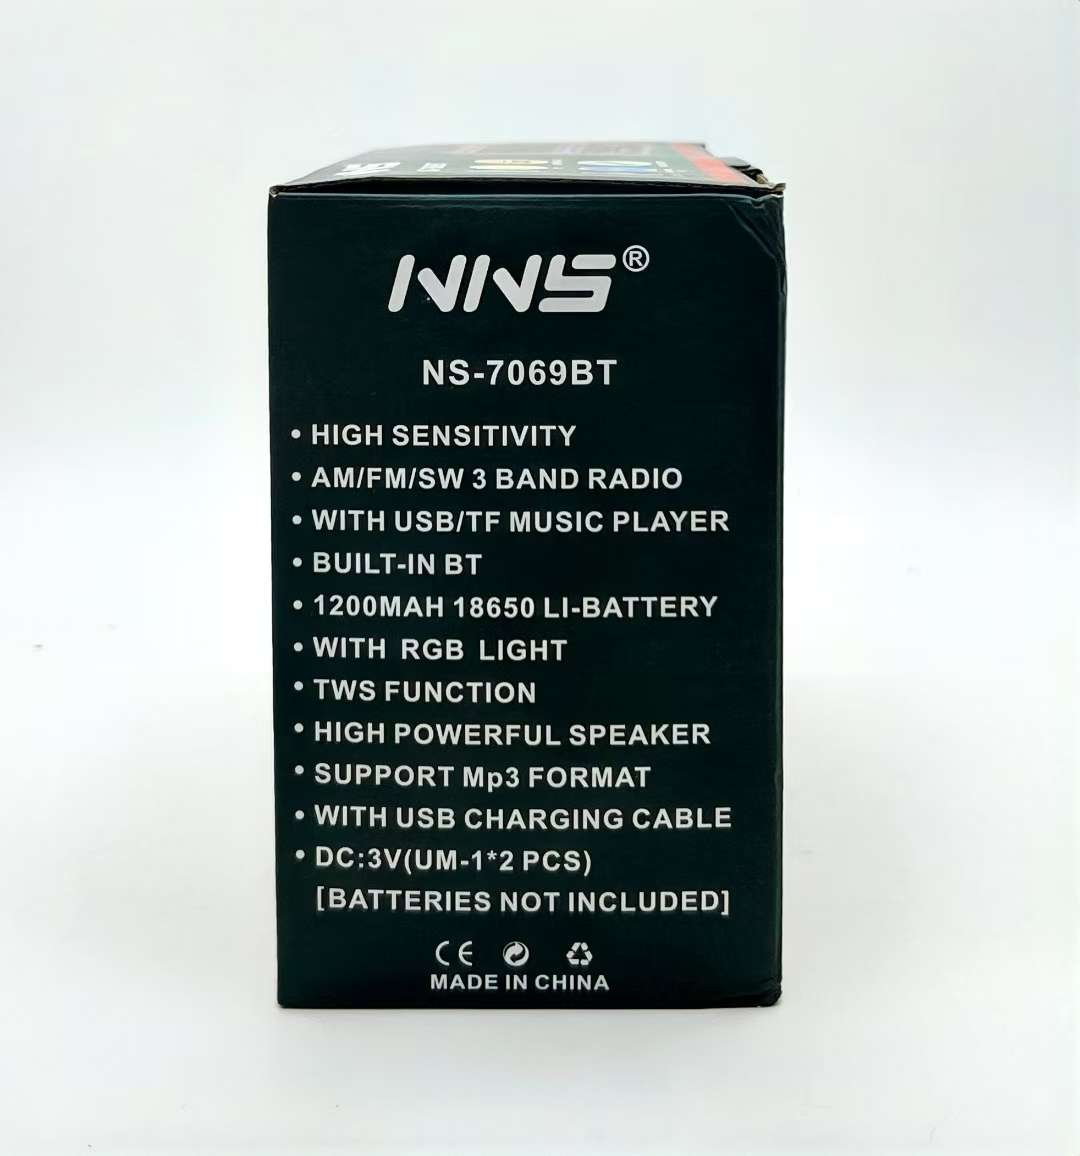 NNS®
NS-7069BT
• HIGH SENSITIVITY
• AM/FM/SW 3 BAND RADIO
• WITH USB/TF MUSIC PLAYER
• BUILT-IN BT
• 1200MAH 18650 LI-BATTERY
• WITH RGB LIGHT
• TWS FUNCTION
• HIGH POWERFUL SPEAKER
• SUPPORT Mp3 FORMAT
• WITH USB CHARGING CABLE
• DC:3V(UM-1*2 PCS)
[BATTERIES NOT INCLUDED]
CE
MADE IN CHINA